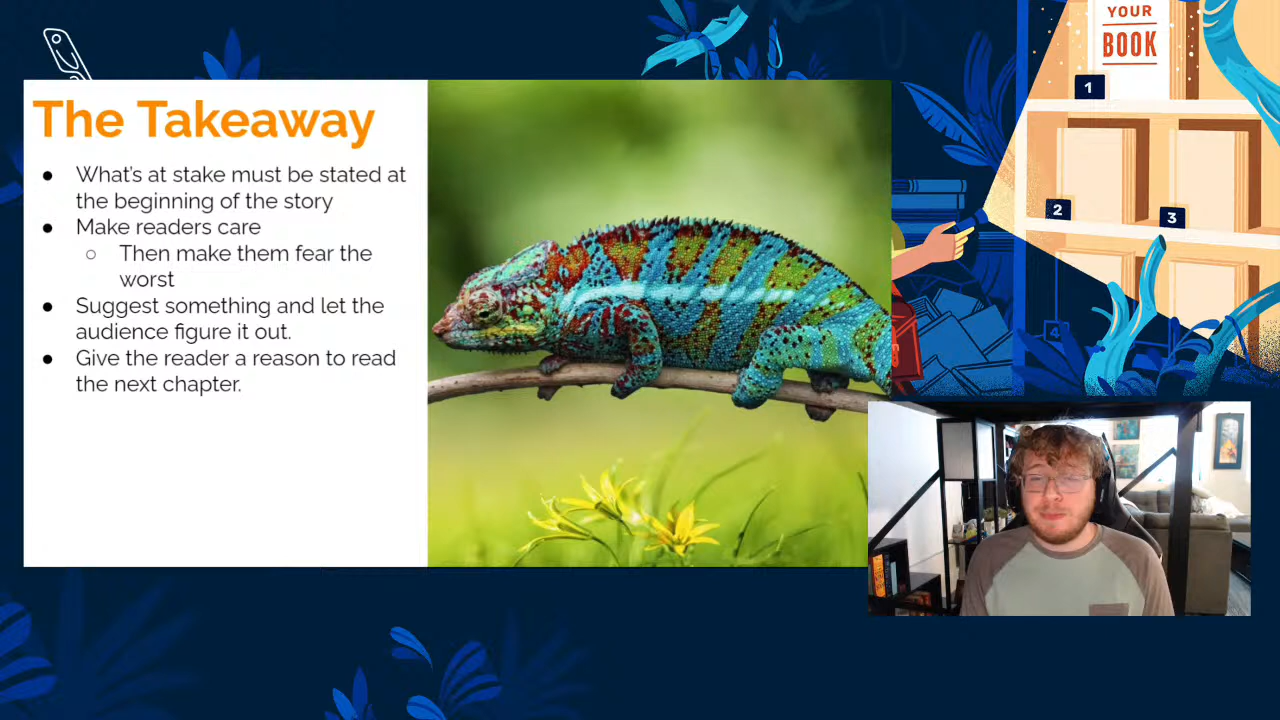 The Takeaway
● What's at stake must be stated at
the beginning of the story
● Make readers care
○ Then make them fear the
worst
● Suggest something and let the
audience figure it out.
● Give the reader a reason to read
the next chapter.
YOUR
BOOK
1
2
3
4